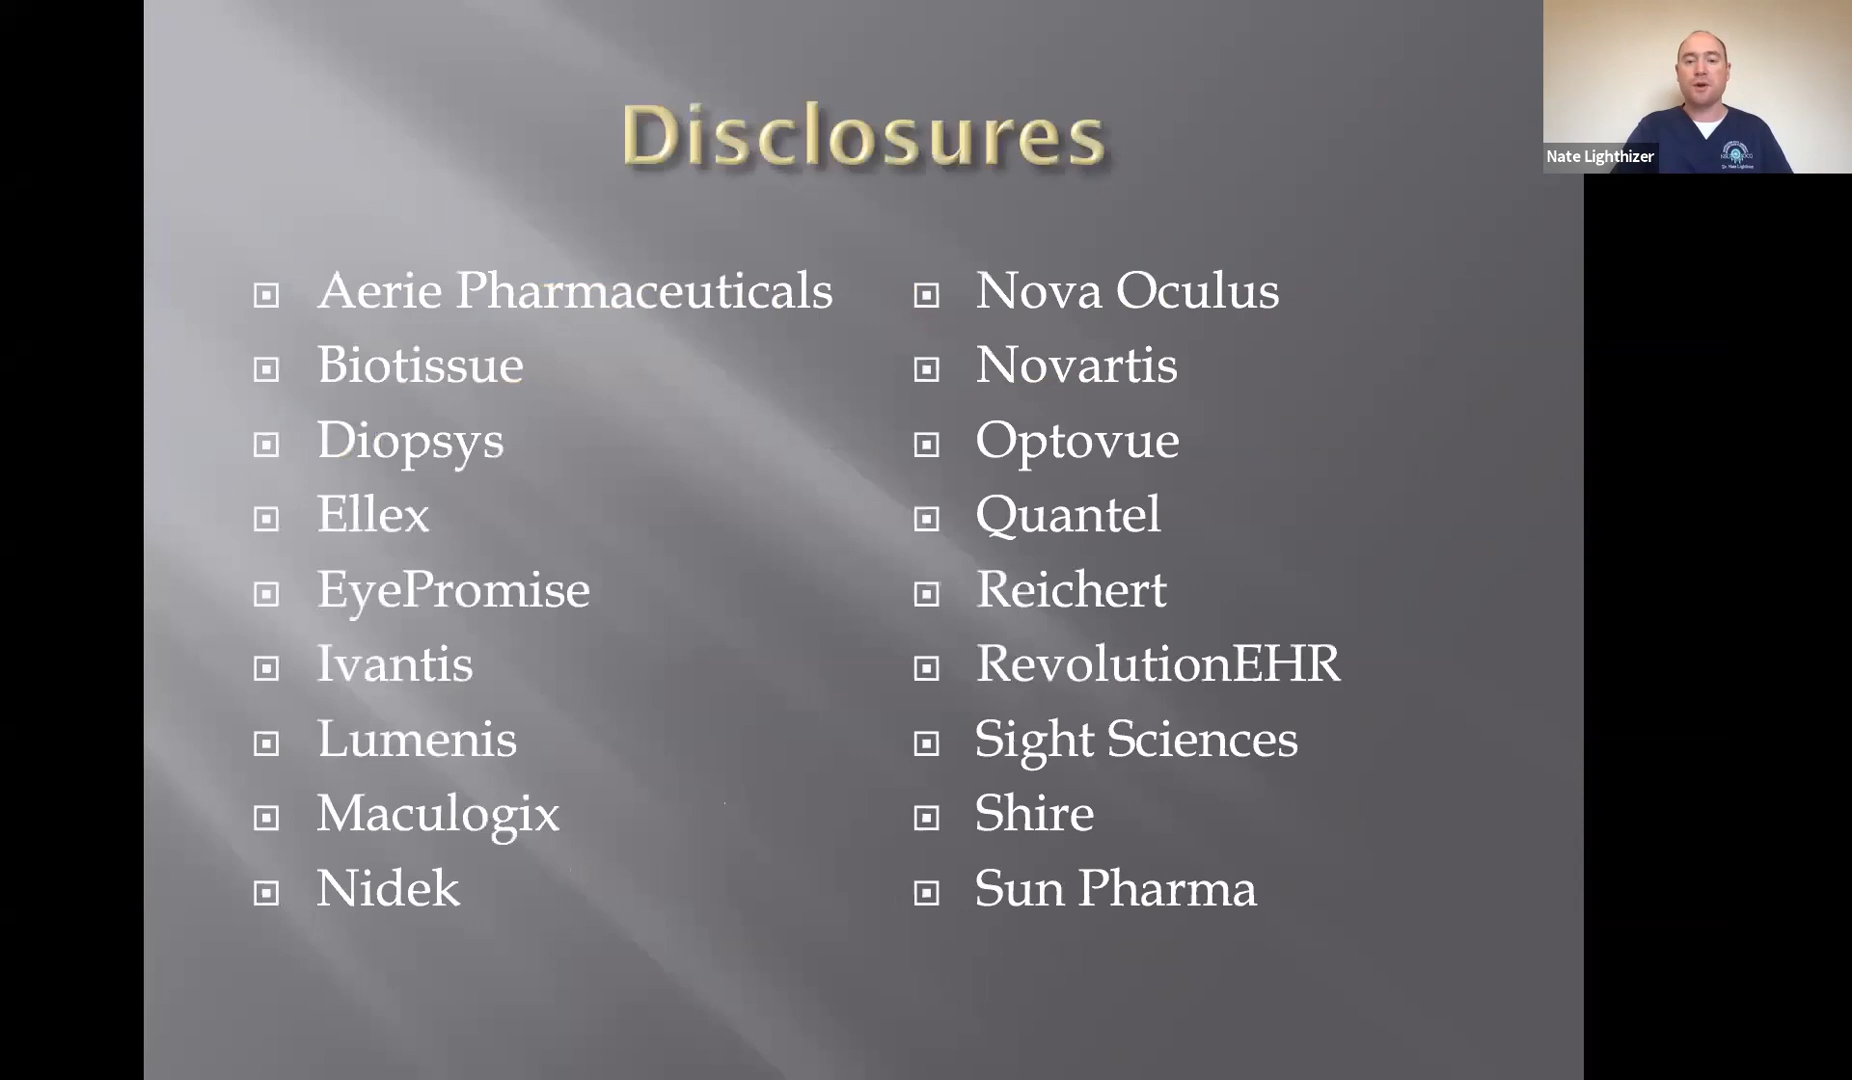 Disclosures
Aerie Pharmaceuticals
Biotissue
Diopsys
Ellex
EyePromise
Ivantis
Lumenis
Maculogix
Nidek
Nova Oculus
Novartis
Optovue
Quantel
Reichert
RevolutionEHR
Sight Sciences
Shire
Sun Pharma
Nate Lighthizer